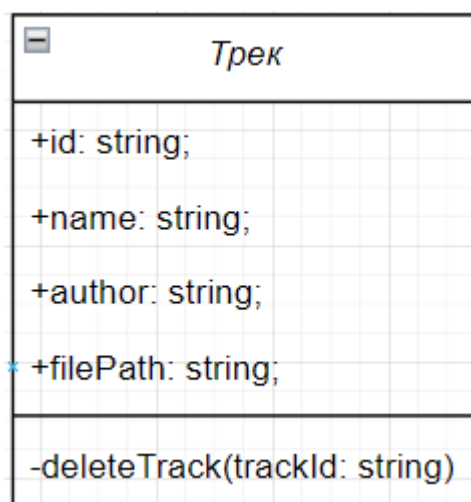 Трек
+id: string;
+name: string;
+author: string;
+filePath: string;
-deleteTrack(trackId: string)